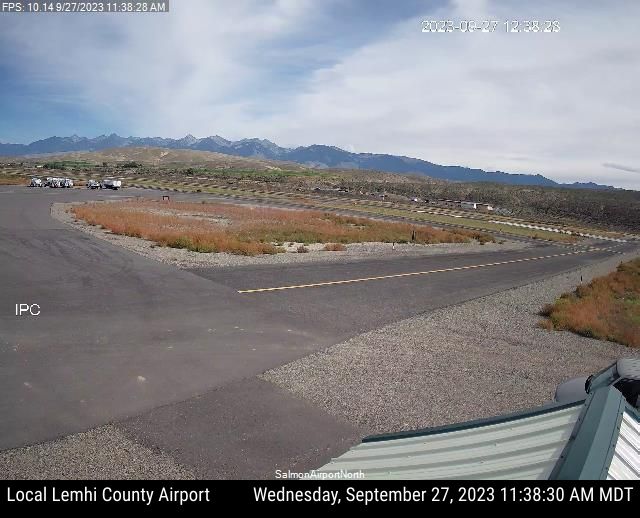 FPS: 10.14 9/27/2023 11:38:28 AM
2023-09-27 12:38:28
IPC
SalmonAirportNorth
Local Lemhi County Airport Wednesday, September 27, 2023 11:38:30 AM MDT